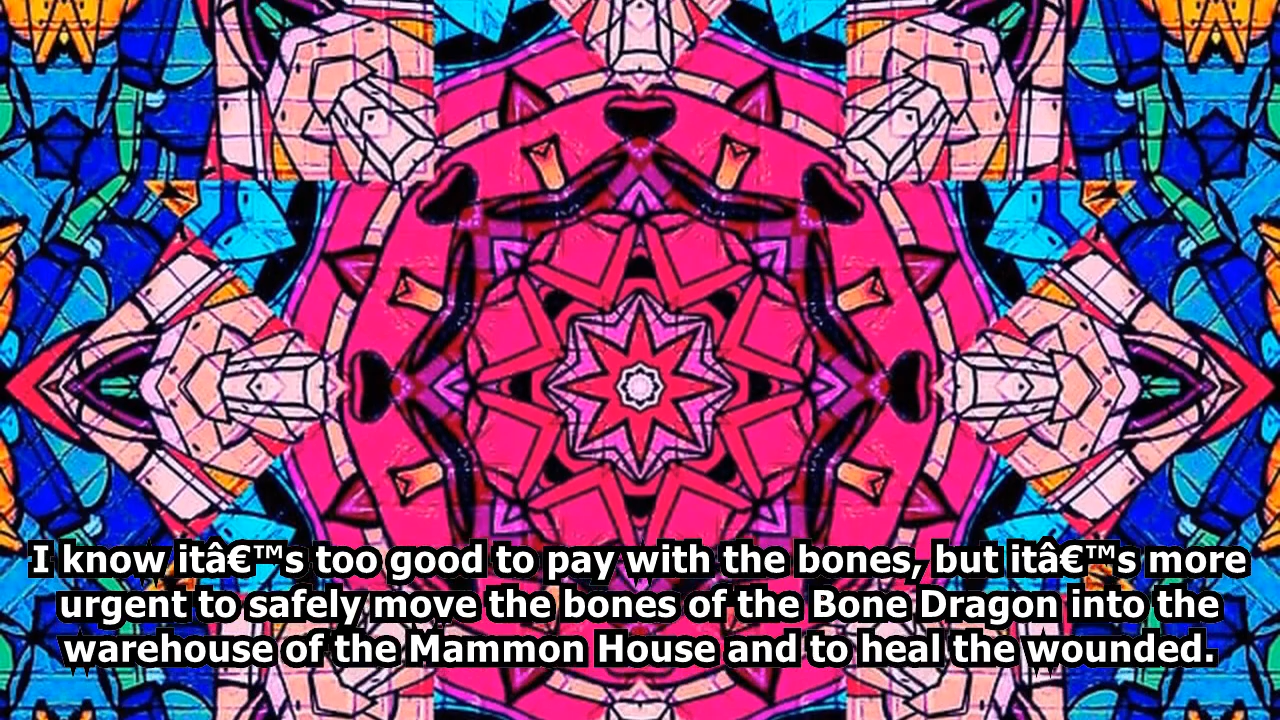 I know itâ€™s too good to pay with the bones, but itâ€™s more
urgent to safely move the bones of the Bone Dragon into the
warehouse of the Mammon House and to heal the wounded.